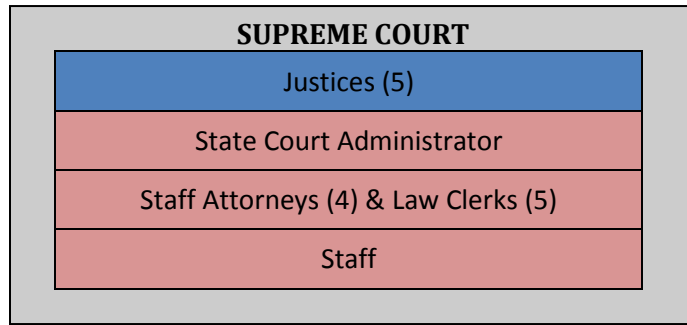 SUPREME COURT
Justices (5)
State Court Administrator
Staff Attorneys (4) & Law Clerks (5)
Staff